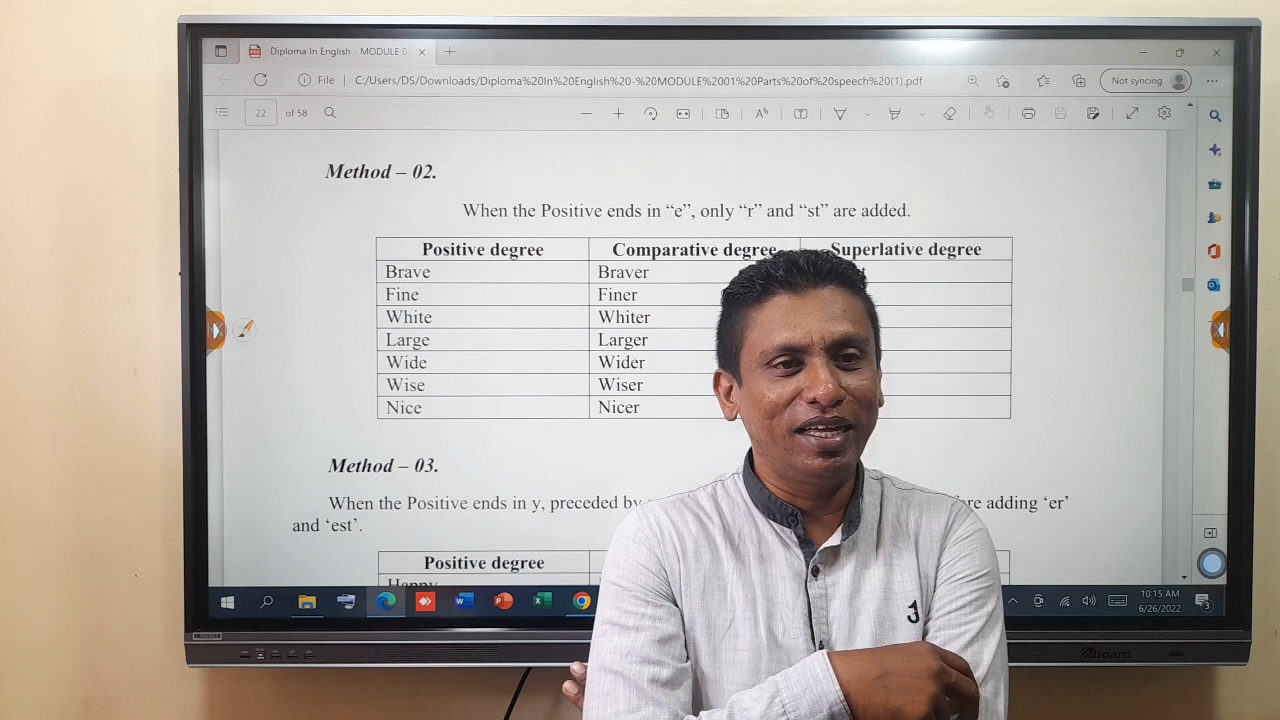 Diploma In English - MODULE 0
File C:/Users/DS/Downloads/Diploma%20In%20English%20-%20MODULE%2001%20Parts%20of%20speech%20(1).pdf Not syncing
22 of 58
Method – 02.
When the Positive ends in “e”, only “r” and “st” are added.
Positive degree Comparative degree Superlative degree
Brave Braver
Fine Finer
White Whiter
Large Larger
Wide Wider
Wise Wiser
Nice Nicer
Method – 03.
When the Positive ends in y, preceded by adding ‘er’
and ‘est’.
Positive degree
Happy
10:15 AM
6/26/2022
3
board